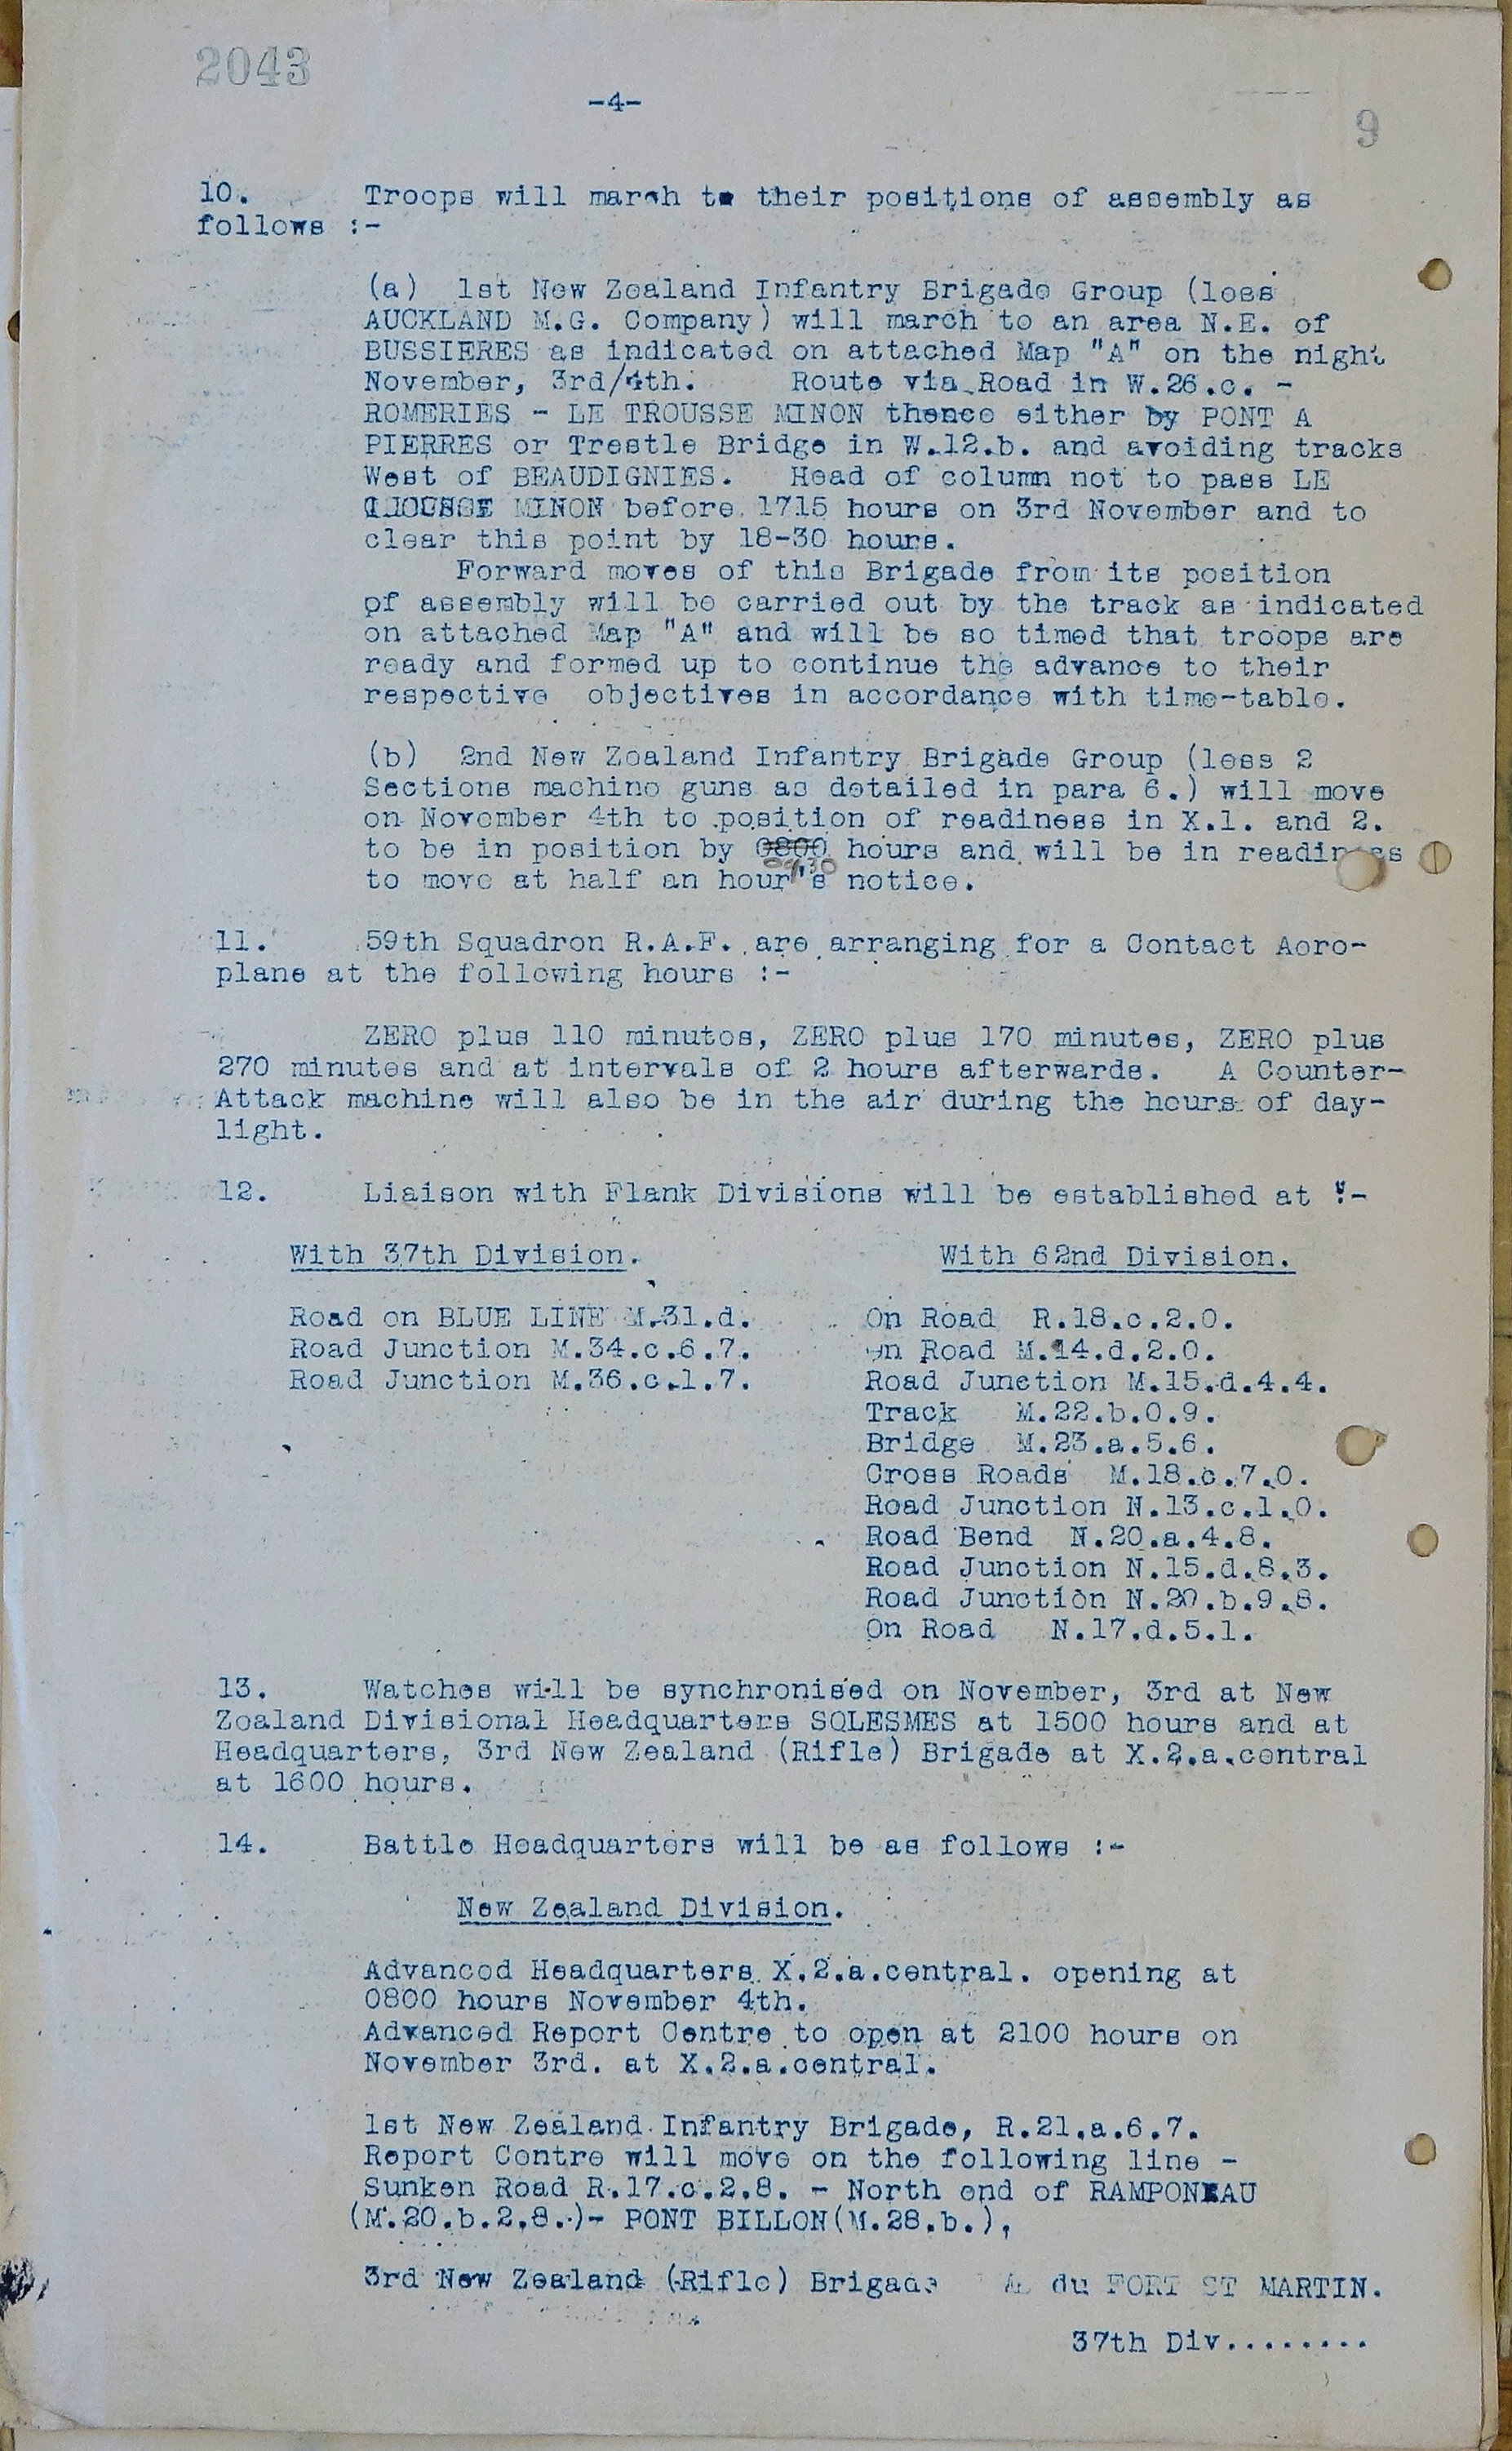 2043
-4-
9
10. Troops will march to their positions of assembly as
follows :-
(a) 1st New Zealand Infantry Brigade Group (less
AUCKLAND M.G. Company) will march to an area N.E. of
BUSSIERES as indicated on attached Map "A" on the night
November, 3rd/4th. Route via Road in W.26.c. -
ROMERIES - LE TROUSSE MINON thence either by PONT A
PIERRES or Trestle Bridge in W.12.b. and avoiding tracks
West of BEAUDIGNIES. Head of column not to pass LE
MINON before 1715 hours on 3rd November and to
clear this point by 18-30 hours.
Forward moves of this Brigade from its position
of assembly will be carried out by the track as indicated
on attached Map "A" and will be so timed that troops are
ready and formed up to continue the advance to their
respective objectives in accordance with time-table.
(b) 2nd New Zealand Infantry Brigade Group (less 2
Sections machine guns as detailed in para 6.) will move
on November 4th to position of readiness in X.1. and 2.
to be in position by 0800 hours and will be in readiness
0930
to move at half an hour's notice.
11. 59th Squadron R.A.F. are arranging for a Contact Aero-
plane at the following hours :-
ZERO plus 110 minutes, ZERO plus 170 minutes, ZERO plus
270 minutes and at intervals of 2 hours afterwards. A Counter-
Attack machine will also be in the air during the hours of day-
light.
12. Liaison with Flank Divisions will be established at :-
With 37th Division. With 62nd Division.
Road on BLUE LINE M.31.d. On Road R.18.c.2.0.
Road Junction M.34.c.6.7. On Road M.14.d.2.0.
Road Junction M.36.c.1.7. Road Junction M.15.d.4.4.
Track M.22.b.0.9.
Bridge M.23.a.5.6.
Cross Roads M.18.c.7.0.
Road Junction N.13.c.1.0.
Road Bend N.20.a.4.8.
Road Junction N.15.d.8.3.
Road Junction N.20.b.9.8.
On Road N.17.d.5.1.
13. Watches will be synchronised on November, 3rd at New
Zealand Divisional Headquarters SOLESMES at 1500 hours and at
Headquarters, 3rd New Zealand (Rifle) Brigade at X.2.a.central
at 1600 hours.
14. Battle Headquarters will be as follows :-
New Zealand Division.
Advanced Headquarters X.2.a.central. opening at
0800 hours November 4th.
Advanced Report Centre to open at 2100 hours on
November 3rd. at X.2.a.central.
1st New Zealand Infantry Brigade, R.21.a.6.7.
Report Centre will move on the following line -
Sunken Road R.17.c.2.8. - North end of RAMPONEAU
(M.20.b.2.8.)- PONT BILLON(M.28.b.),
3rd New Zealand (Rifle) Brigade du FORT ST MARTIN.
37th Div........